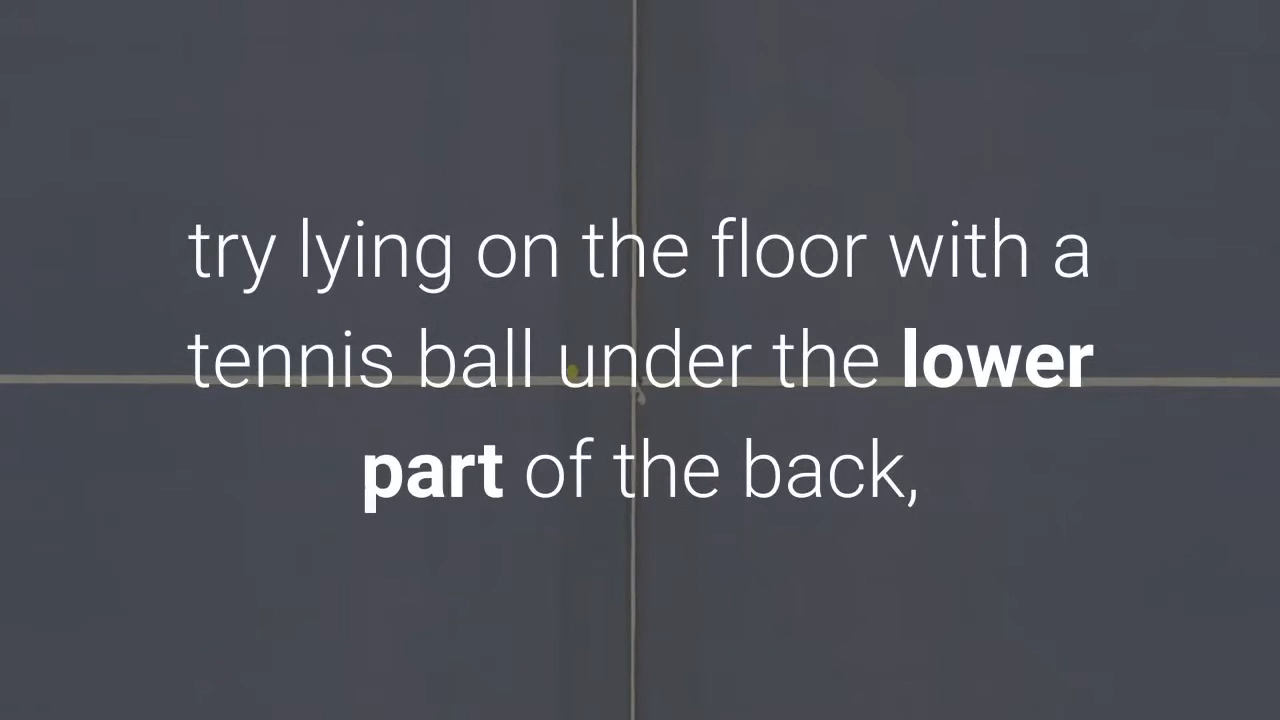 try lying on the floor with a
tennis ball under the lower
part of the back,